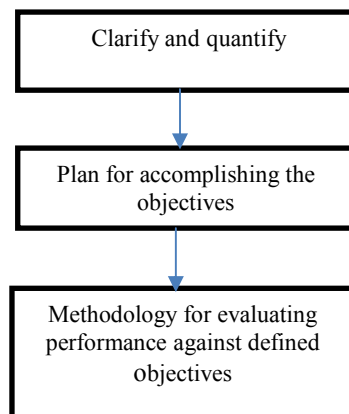 Clarify and quantify
Plan for accomplishing the
objectives
Methodology for evaluating
performance against defined
objectives